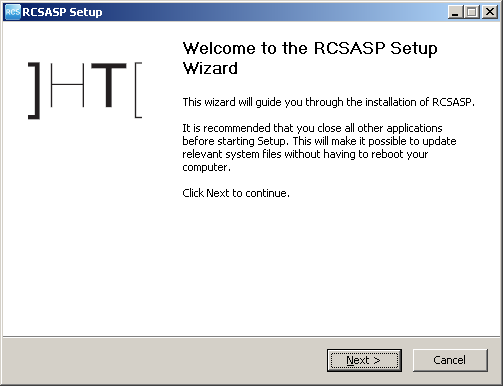 RCS RCSASP Setup
]HT[
Welcome to the RCSASP Setup
Wizard
This wizard will guide you through the installation of RCSASP.
It is recommended that you close all other applications
before starting Setup. This will make it possible to update
relevant system files without having to reboot your
computer.
Click Next to continue.
Next > Cancel